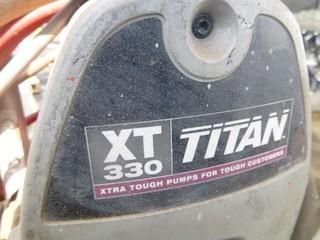 XT
330
TITAN
XTRA TOUGH PUMPS FOR TOUGH CUSTOMERS